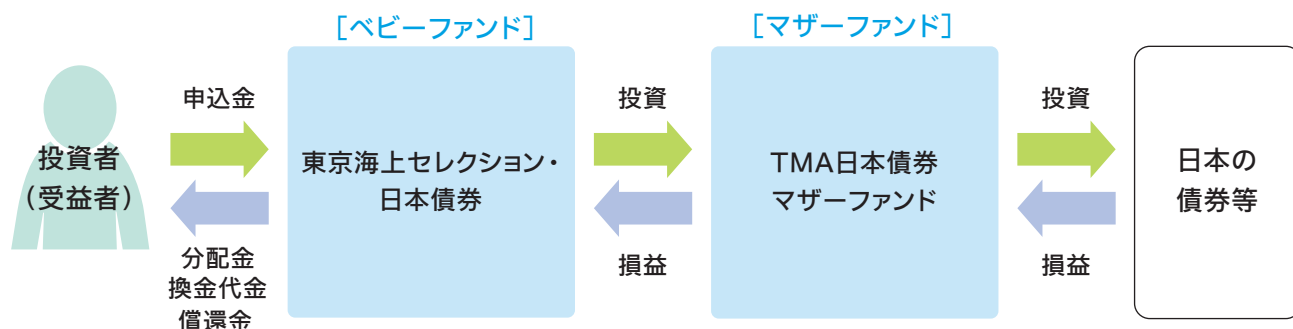 [ベビーファンド]
[マザーファンド]
投資者
(受益者)
申込金
分配金
換金代金
償還金
東京海上セレクション・
日本債券
投資
損益
TMA日本債券
マザーファンド
投資
損益
日本の
債券等